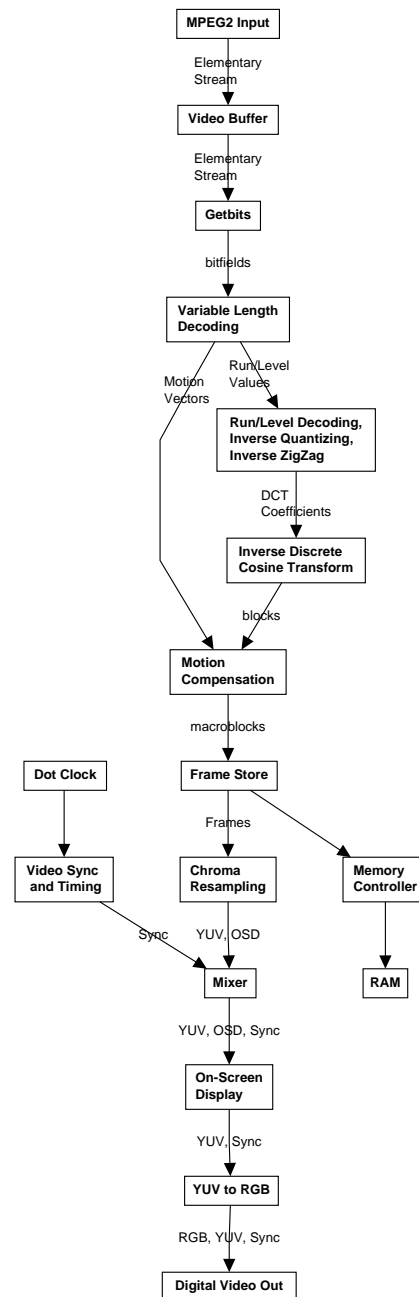 MPEG2 Input
Elementary
Stream
Video Buffer
Elementary
Stream
Getbits
bitfields
Variable Length
Decoding
Motion
Vectors
Run/Level
Values
Run/Level Decoding,
Inverse Quantizing,
Inverse ZigZag
DCT
Coefficients
Inverse Discrete
Cosine Transform
blocks
Motion
Compensation
macroblocks
Dot Clock
Frame Store
Frames
Video Sync
and Timing
Chroma
Resampling
Memory
Controller
Sync
YUV, OSD
Mixer
RAM
YUV, OSD, Sync
On-Screen
Display
YUV, Sync
YUV to RGB
RGB, YUV, Sync
Digital Video Out